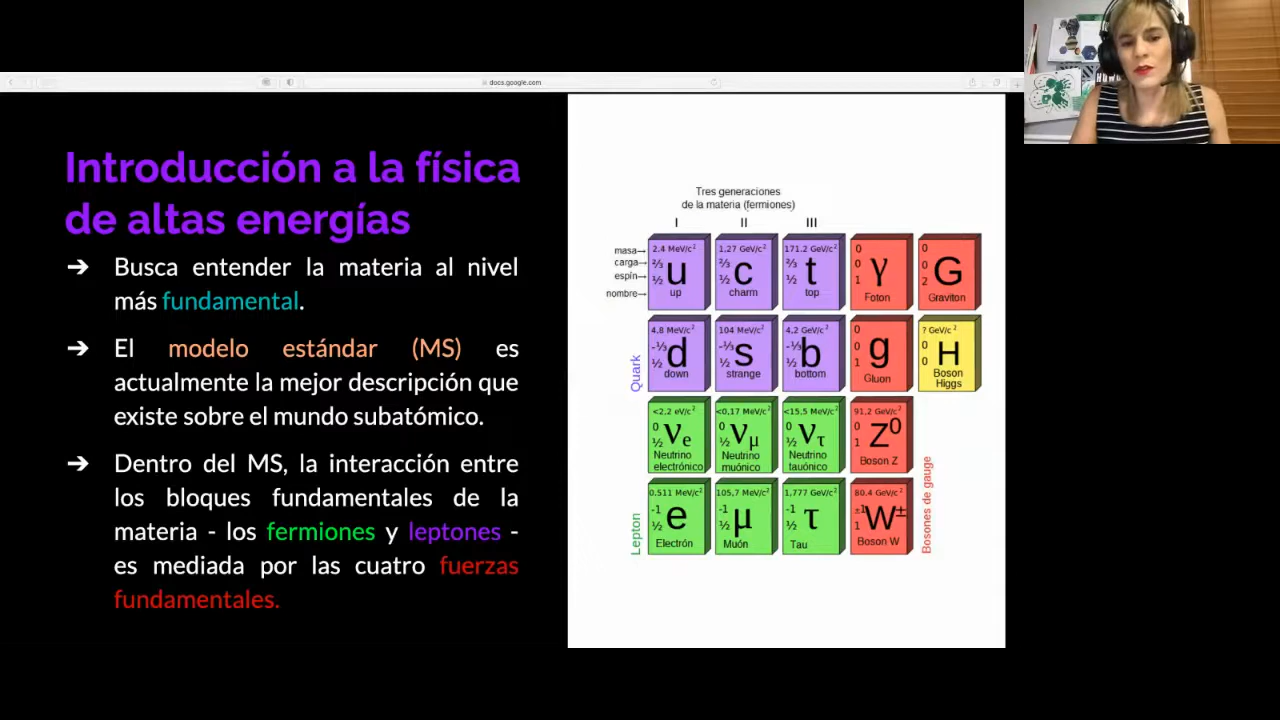 docs.google.com
Introducción a la física
de altas energías
➔ Busca entender la materia al nivel
más fundamental.
➔ El modelo estándar (MS) es
actualmente la mejor descripción que
existe sobre el mundo subatómico.
➔ Dentro del MS, la interacción entre
los bloques fundamentales de la
materia - los fermiones y leptones -
es mediada por las cuatro fuerzas
fundamentales.
Tres generaciones
de la materia (fermiones)
I II III
masa→ 2.4 MeV/c² 1,27 GeV/c² 171.2 GeV/c² 0 0
carga→ ⅔ ⅔ ⅔ 0 0
espín→ ½ ½ ½ 1 2
u c t γ G
nombre→ up charm top Foton Graviton
Quark
4,8 MeV/c² 104 MeV/c² 4,2 GeV/c² 0 ? GeV/c²
-⅓ -⅓ -⅓ 0 0
½ ½ ½ 1 0
d s b g H
down strange bottom Gluon Boson
Higgs
<2,2 eV/c² <0,17 MeV/c² <15,5 MeV/c² 91,2 GeV/c²
0 0 0 0
½ ½ ½ 1
νe νμ ντ Z⁰
Neutrino Neutrino Neutrino Boson Z
electrónico muónico tauónico
Lepton
0.511 MeV/c² 105,7 MeV/c² 1,777 GeV/c² 80.4 GeV/c²
-1 -1 -1 ±1
½ ½ ½ 1
e μ τ W±
Electrón Muón Tau Boson W
Bosones de gauge